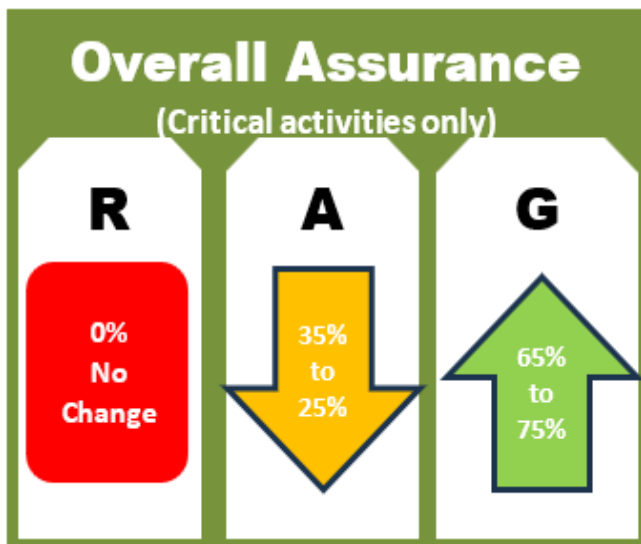 Overall Assurance
(Critical activities only)
R
0%
No
Change
A
35%
to
25%
G
65%
to
75%